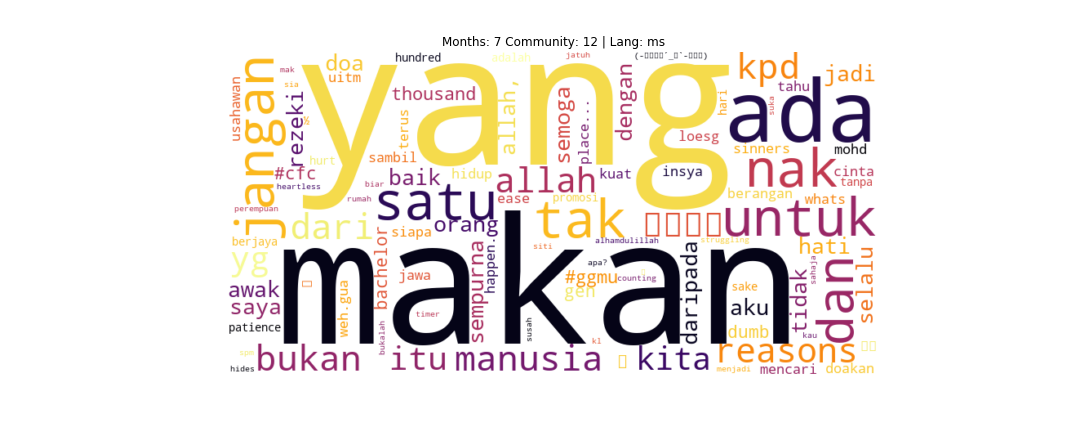 Months: 7 Community: 12 | Lang: ms
yang
makan
ada
satu
untuk
tak
nak
jangan
dan
allah
manusia
reasons
bukan
itu
kita
dari
kpd
jadi
doa
uitm
hundred
adalah
jatuh
mak
sia
usahawan
rezeki
thousand
terus
allah,
semoga
place...
dengan
loesg
hari
suka
tahu
sinners
mohd
hurt
sambil
#cfc
heartless
biar
baik
hidup
kuat
insya
cinta
tanpa
berangan
whats
perempuan
rumah
ease
promosi
orang
siapa
berjaya
yg
awak
saya
patience
spm
hides
weh.gua
bachelor
jawa
timer
bukalah
sempurna
happen.
siti
alhamdulillah
struggling
apa?
#ggmu
counting
gen
susah
kl
daripada
hati
selalu
sahaja
tidak
sake
aku
dumb
kau
menjadi
mencari
doakan